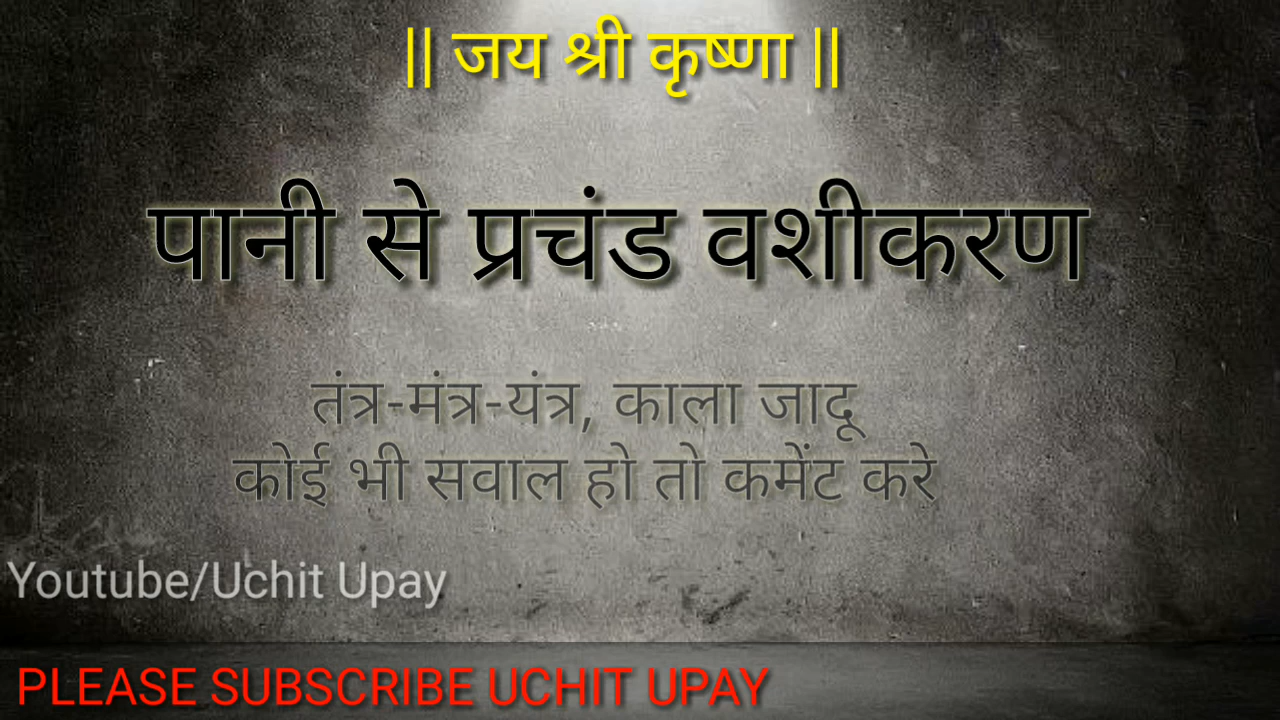 || जय श्री कृष्णा ||
पानी से प्रचंड वशीकरण
तंत्र-मंत्र-यंत्र, काला जादू
कोई भी सवाल हो तो कमेंट करे
Youtube/Uchit Upay
PLEASE SUBSCRIBE UCHIT UPAY